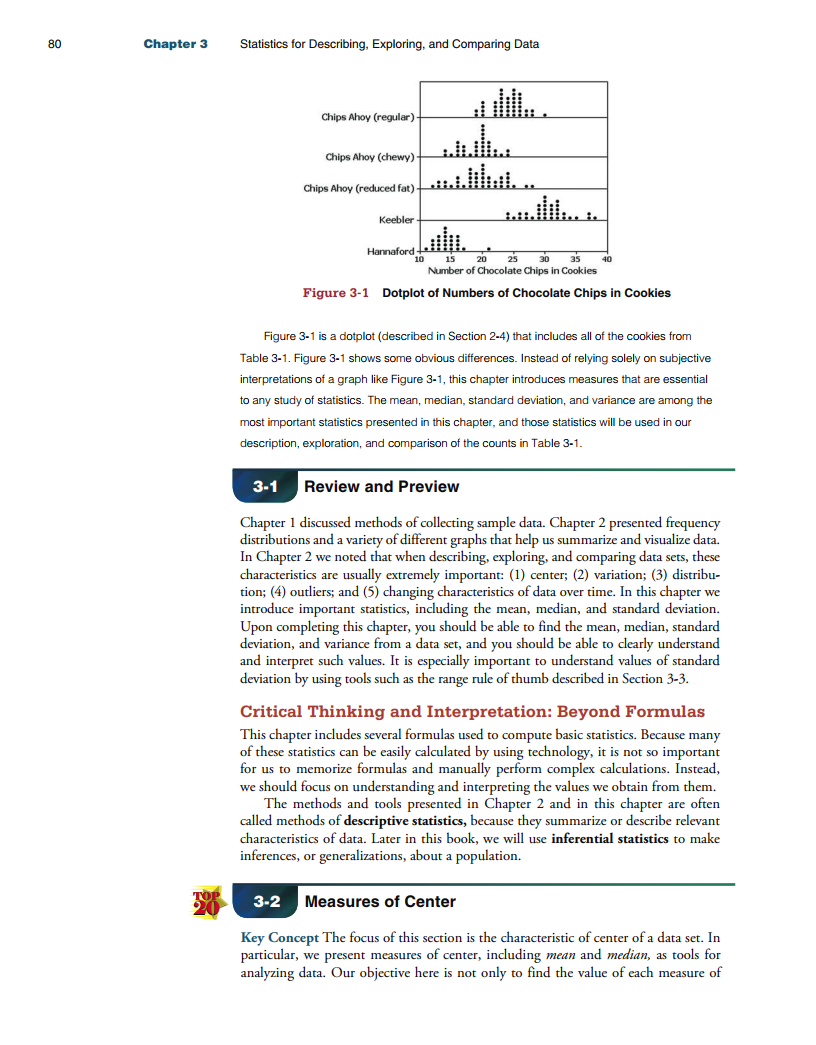 80 Chapter 3 Statistics for Describing, Exploring, and Comparing Data
Chips Ahoy (regular)
Chips Ahoy (chewy)
Chips Ahoy (reduced fat)
Keebler
Hannaford
10 15 20 25 30 35 40
Number of Chocolate Chips in Cookies
Figure 3-1 Dotplot of Numbers of Chocolate Chips in Cookies
Figure 3-1 is a dotplot (described in Section 2-4) that includes all of the cookies from
Table 3-1. Figure 3-1 shows some obvious differences. Instead of relying solely on subjective
interpretations of a graph like Figure 3-1, this chapter introduces measures that are essential
to any study of statistics. The mean, median, standard deviation, and variance are among the
most important statistics presented in this chapter, and those statistics will be used in our
description, exploration, and comparison of the counts in Table 3-1.
3-1 Review and Preview
Chapter 1 discussed methods of collecting sample data. Chapter 2 presented frequency
distributions and a variety of different graphs that help us summarize and visualize data.
In Chapter 2 we noted that when describing, exploring, and comparing data sets, these
characteristics are usually extremely important: (1) center; (2) variation; (3) distribu-
tion; (4) outliers; and (5) changing characteristics of data over time. In this chapter we
introduce important statistics, including the mean, median, and standard deviation.
Upon completing this chapter, you should be able to find the mean, median, standard
deviation, and variance from a data set, and you should be able to clearly understand
and interpret such values. It is especially important to understand values of standard
deviation by using tools such as the range rule of thumb described in Section 3-3.
Critical Thinking and Interpretation: Beyond Formulas
This chapter includes several formulas used to compute basic statistics. Because many
of these statistics can be easily calculated by using technology, it is not so important
for us to memorize formulas and manually perform complex calculations. Instead,
we should focus on understanding and interpreting the values we obtain from them.
The methods and tools presented in Chapter 2 and in this chapter are often
called methods of descriptive statistics, because they summarize or describe relevant
characteristics of data. Later in this book, we will use inferential statistics to make
inferences, or generalizations, about a population.
TOP
20
3-2 Measures of Center
Key Concept The focus of this section is the characteristic of center of a data set. In
particular, we present measures of center, including mean and median, as tools for
analyzing data. Our objective here is not only to find the value of each measure of